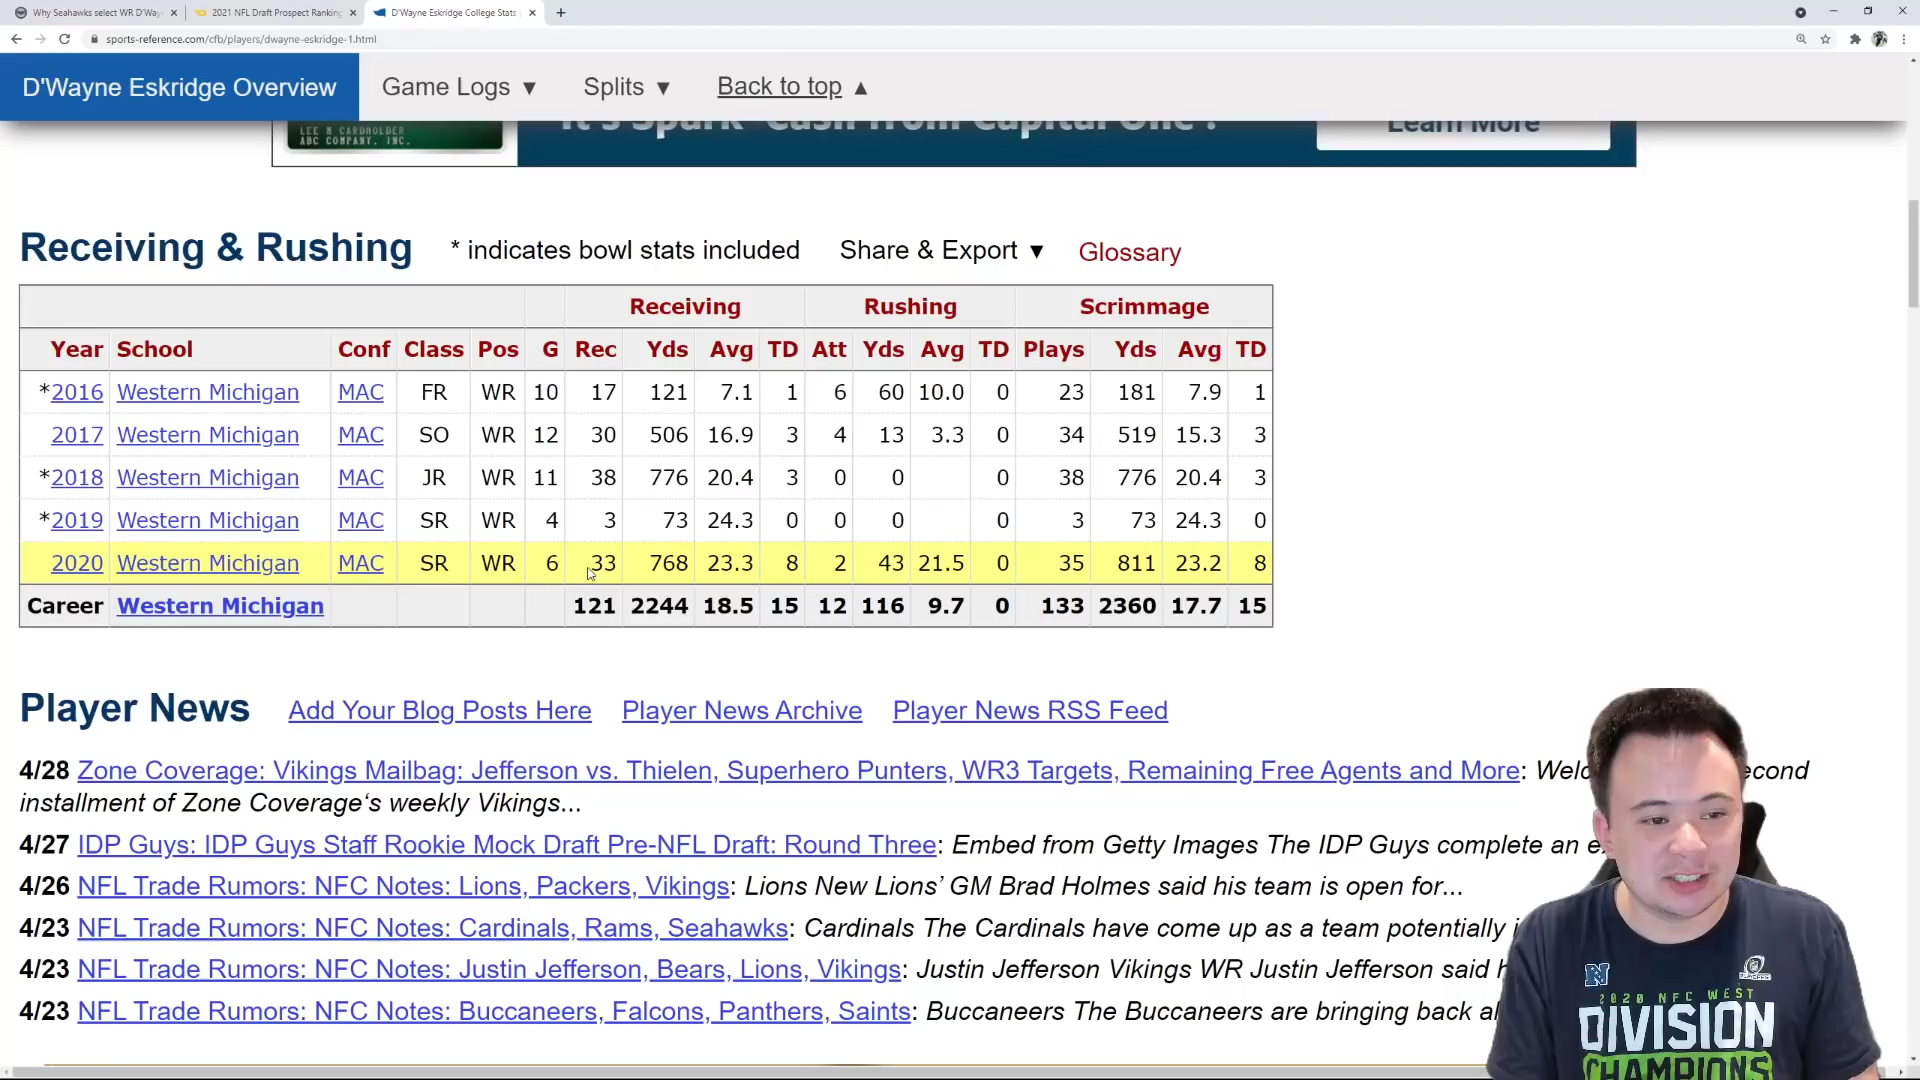 Why Seahawks select WR D'Way
2021 NFL Draft Prospect Ranking
D'Wayne Eskridge College Stats
sports-reference.com/cfb/players/dwayne-eskridge-1.html
D'Wayne Eskridge Overview Game Logs ▼ Splits ▼ Back to top ▲
LEE M CARDHOLDER
ABC COMPANY, INC.
It's Spark Cash from Capital One
Learn More
Receiving & Rushing * indicates bowl stats included Share & Export ▼ Glossary
Receiving Rushing Scrimmage
Year School Conf Class Pos G Rec Yds Avg TD Att Yds Avg TD Plays Yds Avg TD
*2016 Western Michigan MAC FR WR 10 17 121 7.1 1 6 60 10.0 0 23 181 7.9 1
2017 Western Michigan MAC SO WR 12 30 506 16.9 3 4 13 3.3 0 34 519 15.3 3
*2018 Western Michigan MAC JR WR 11 38 776 20.4 3 0 0 0 38 776 20.4 3
*2019 Western Michigan MAC SR WR 4 3 73 24.3 0 0 0 0 3 73 24.3 0
2020 Western Michigan MAC SR WR 6 33 768 23.3 8 2 43 21.5 0 35 811 23.2 8
Career Western Michigan 121 2244 18.5 15 12 116 9.7 0 133 2360 17.7 15
Player News Add Your Blog Posts Here Player News Archive Player News RSS Feed
4/28 Zone Coverage: Vikings Mailbag: Jefferson vs. Thielen, Superhero Punters, WR3 Targets, Remaining Free Agents and More: Welc econd
installment of Zone Coverage's weekly Vikings...
4/27 IDP Guys: IDP Guys Staff Rookie Mock Draft Pre-NFL Draft: Round Three: Embed from Getty Images The IDP Guys complete an e
4/26 NFL Trade Rumors: NFC Notes: Lions, Packers, Vikings: Lions New Lions' GM Brad Holmes said his team is open for...
4/23 NFL Trade Rumors: NFC Notes: Cardinals, Rams, Seahawks: Cardinals The Cardinals have come up as a team potentially i
4/23 NFL Trade Rumors: NFC Notes: Justin Jefferson, Bears, Lions, Vikings: Justin Jefferson Vikings WR Justin Jefferson said h
4/23 NFL Trade Rumors: NFC Notes: Buccaneers, Falcons, Panthers, Saints: Buccaneers The Buccaneers are bringing back al
N
2020 NFC WEST
DIVISION
CHAMPIONS